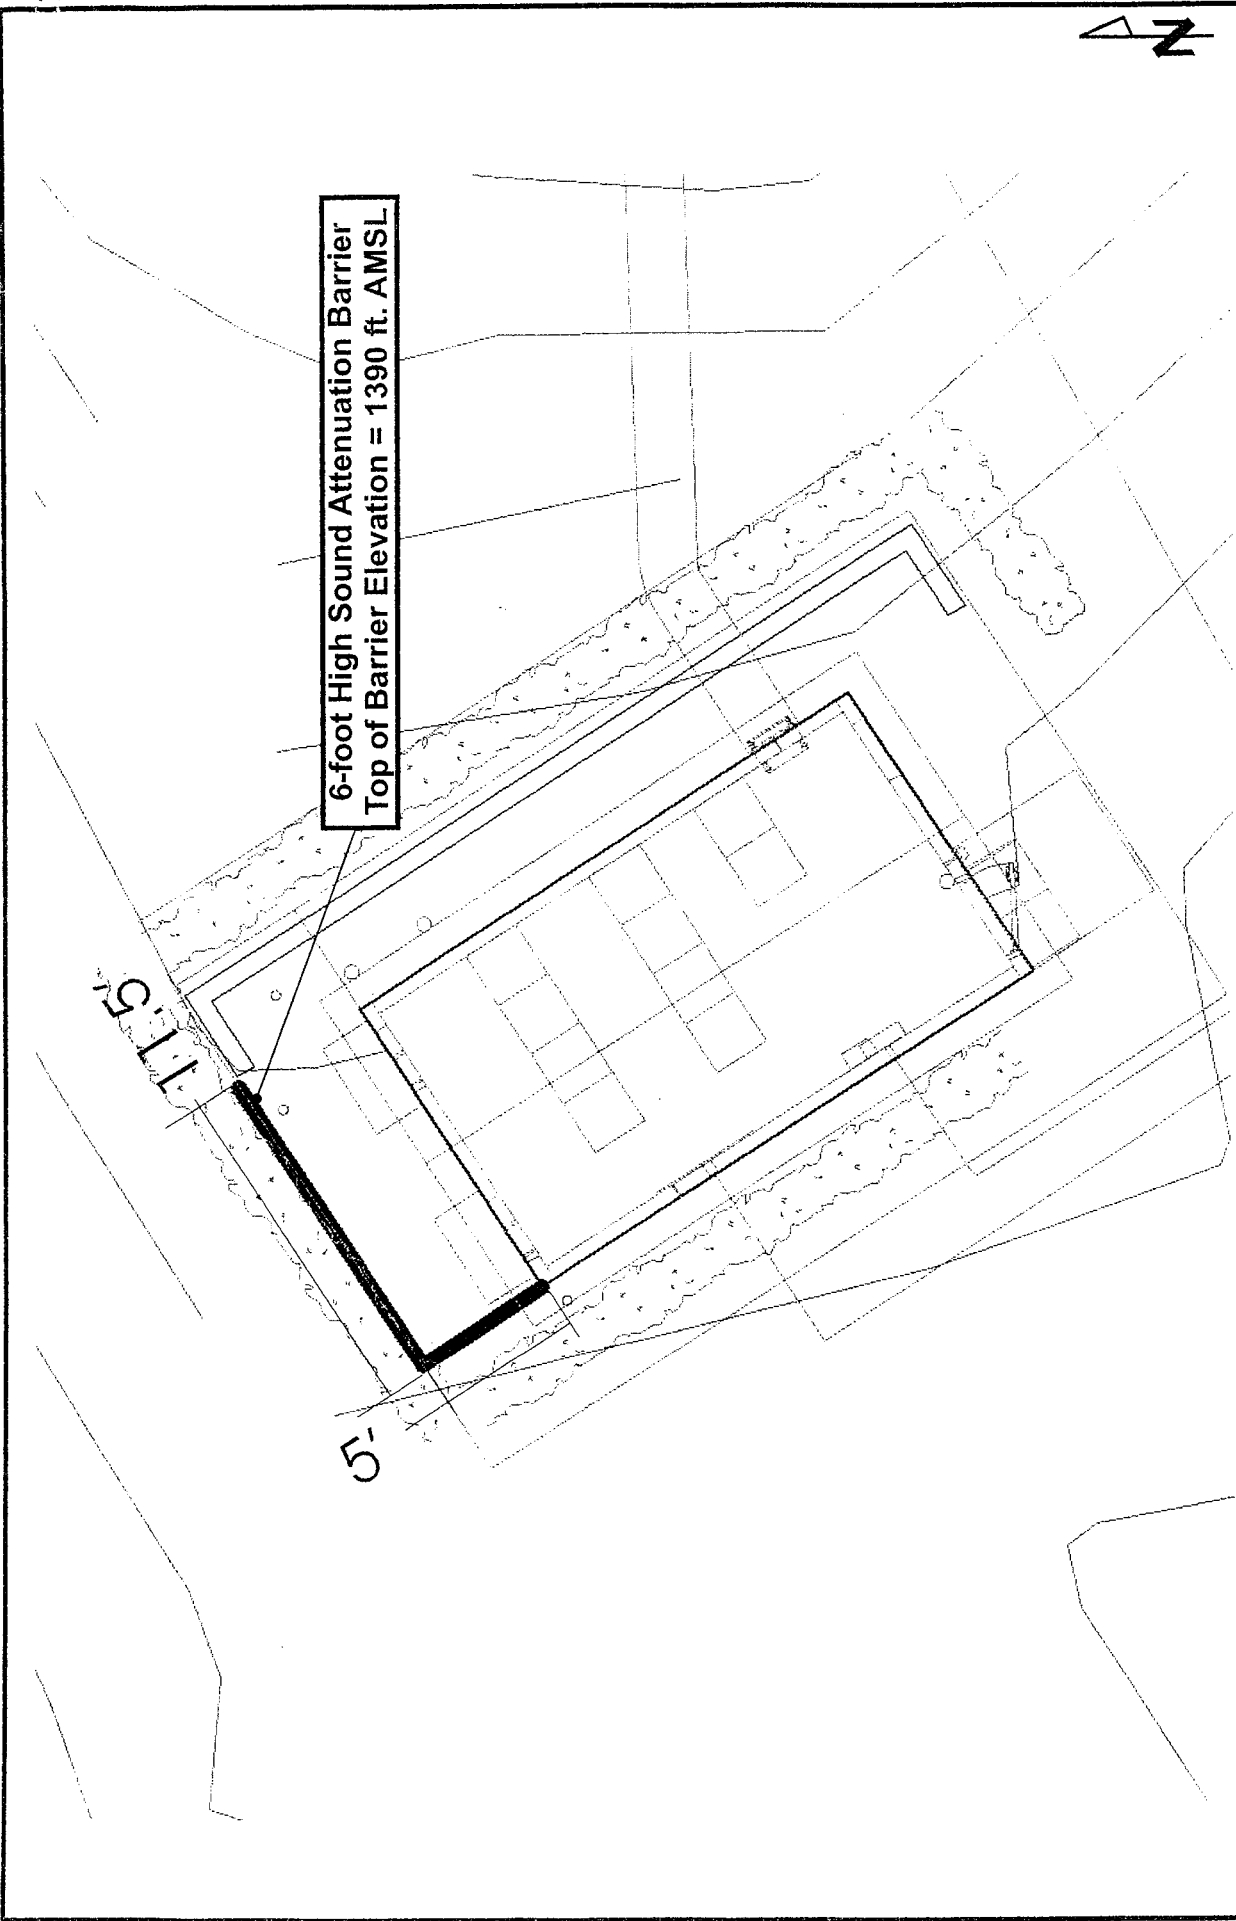 6-foot High Sound Attenuation Barrier
Top of Barrier Elevation = 1390 ft. AMSL
11.5'
5'
N